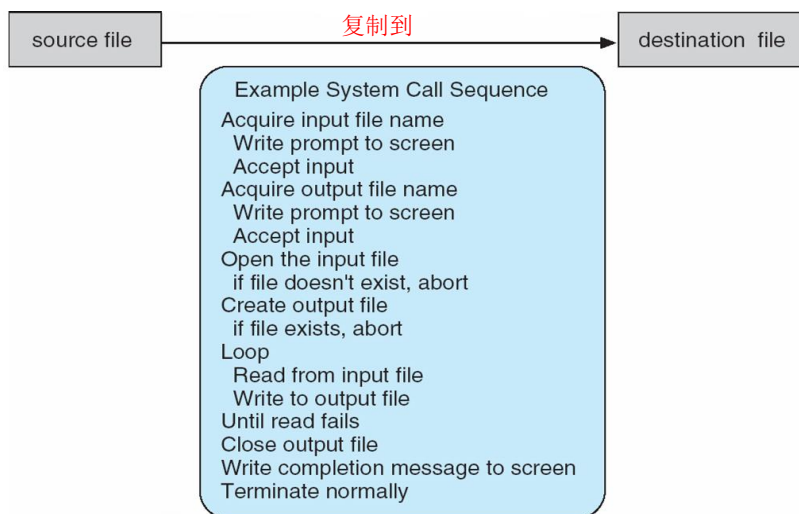 source file
复制到
destination file
Example System Call Sequence
Acquire input file name
Write prompt to screen
Accept input
Acquire output file name
Write prompt to screen
Accept input
Open the input file
if file doesn't exist, abort
Create output file
if file exists, abort
Loop
Read from input file
Write to output file
Until read fails
Close output file
Write completion message to screen
Terminate normally